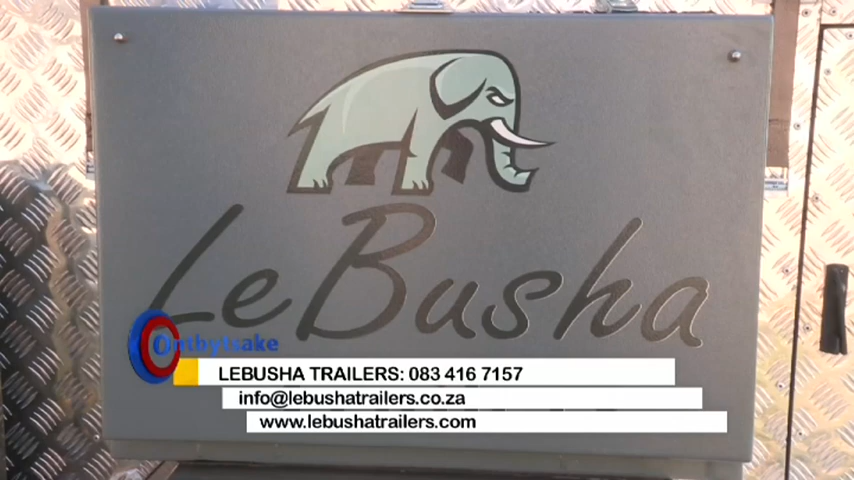 LeBusha
Ontbytsake
LEBUSHA TRAILERS: 083 416 7157
info@lebushatrailers.co.za
www.lebushatrailers.com